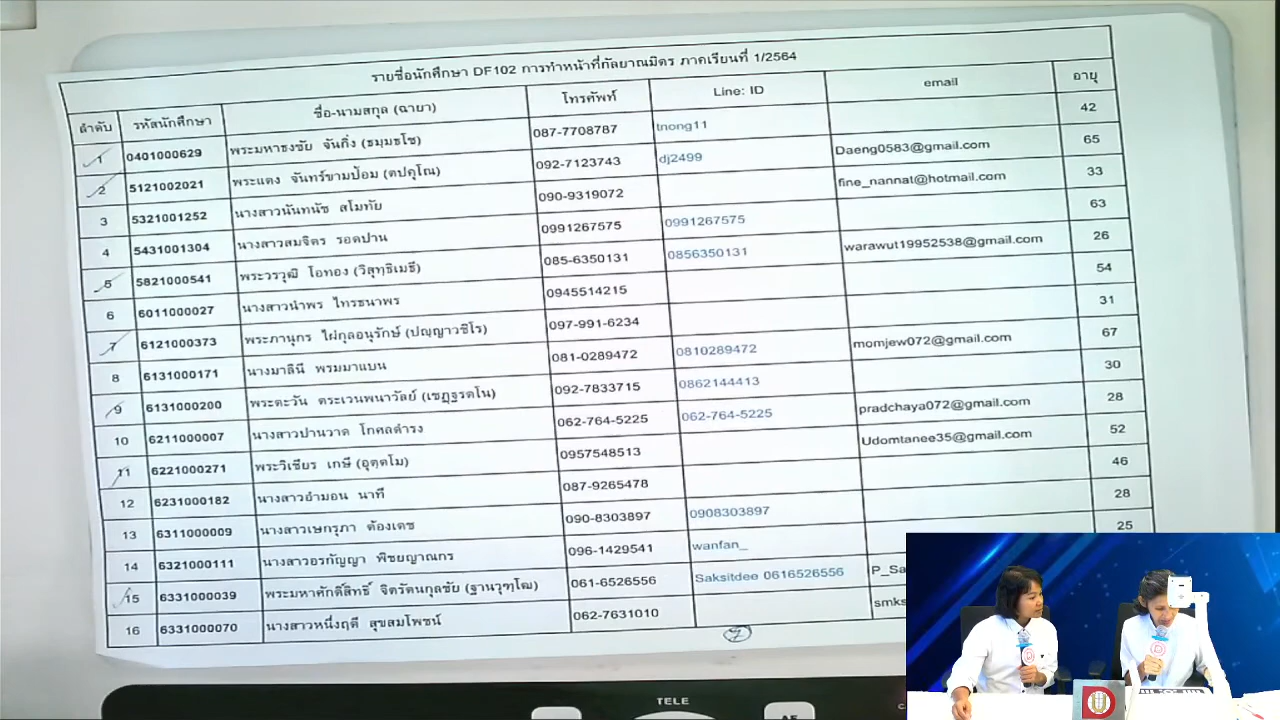 รายชื่อนักศึกษา DF102 การทำหน้าที่กัลยาณมิตร ภาคเรียนที่ 1/2564
ลำดับ รหัสนักศึกษา ชื่อ-นามสกุล (ฉายา) โทรศัพท์ Line: ID email อายุ
1 0401000629 พระมหาธงชัย จันกิ่ง (ธมฺมธโช) 087-7708787 tnong11 42
2 5121002021 พระแดง จันทร์ขามป้อม (ตปคุโณ) 092-7123743 dj2499 Daeng0583@gmail.com 65
3 5321001252 นางสาวนันทนัช สโมทัย 090-9319072 fine_nannat@hotmail.com 33
4 5431001304 นางสาวสมจิตร รอดปาน 0991267575 0991267575 63
5 5821000541 พระวรวุฒิ โอทอง (วิสุทฺธิเมธี) 085-6350131 0856350131 warawut19952538@gmail.com 26
6 6011000027 นางสาวนำพร ไทรธนาพร 0945514215 54
7 6121000373 พระภานุกร ไผ่กุลอนุรักษ์ (ปญฺญาวชิโร) 097-991-6234 31
8 6131000171 นางมาลินี พรมมาแบน 081-0289472 0810289472 momjew072@gmail.com 67
9 6131000200 พระตะวัน ตระเวนพนาวัลย์ (เชฏฺฐรตโน) 092-7833715 0862144413 30
10 6211000007 นางสาวปานวาด โกศลดำรง 062-764-5225 062-764-5225 pradchaya072@gmail.com 28
11 6221000271 พระวิเชียร เกษี (อุตฺตโม) 0957548513 Udomtanee35@gmail.com 52
12 6231000182 นางสาวอำมอน นาที 087-9265478 46
13 6311000009 นางสาวเษกรุภา ต้องเดช 090-8303897 0908303897 28
14 6321000111 นางสาวอรกัญญา พิชยญาณกร 096-1429541 wanfan_ 25
15 6331000039 พระมหาศักดิ์สิทธิ์ จิตรัตนกุลชัย (ฐานวุฑฺโฒ) 061-6526556 Saksitdee 0616526556 P_Sa
16 6331000070 นางสาวหนึ่งฤดี สุขสมโพชน์ 062-7631010 smks
7
TELE
AF